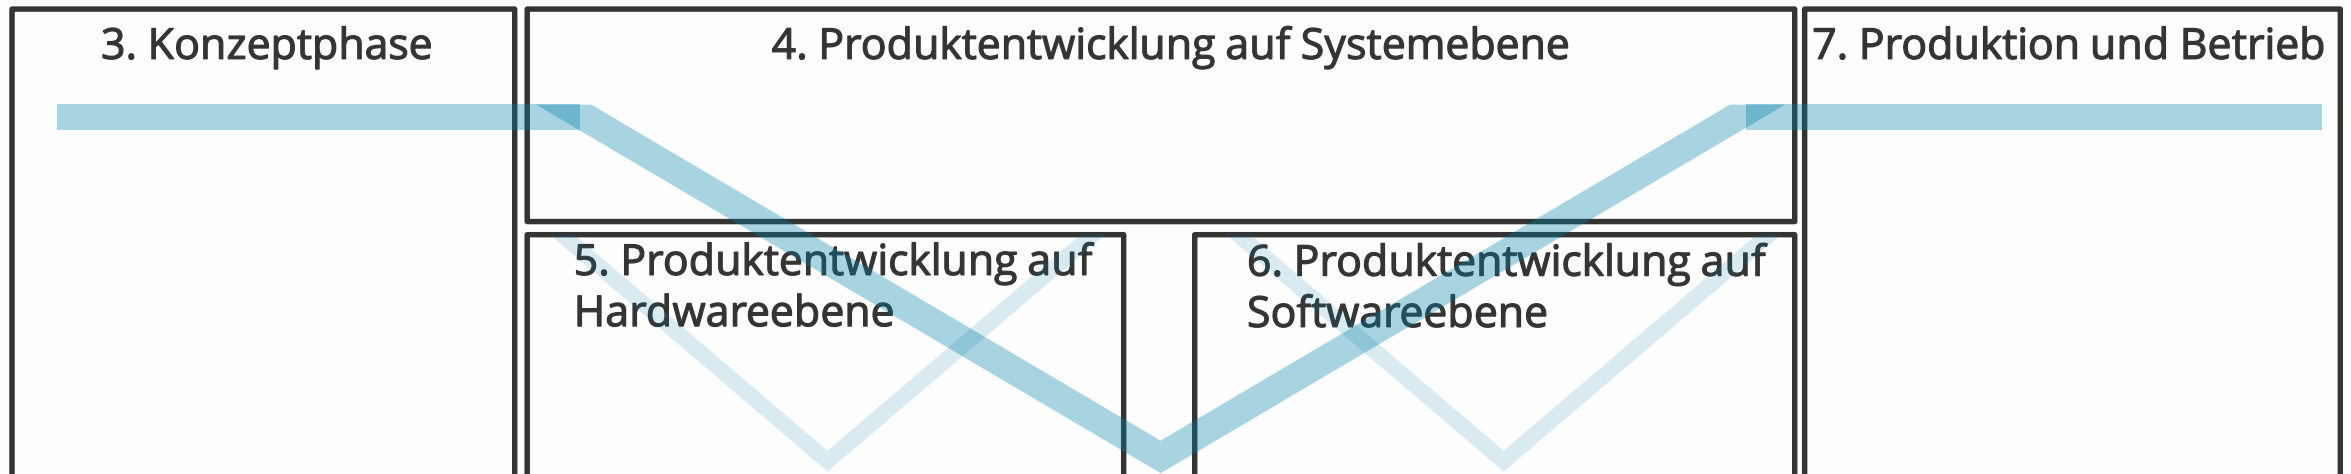 3. Konzeptphase
4. Produktentwicklung auf Systemebene
7. Produktion und Betrieb
5. Produktentwicklung auf
Hardwareebene
6. Produktentwicklung auf
Softwareebene